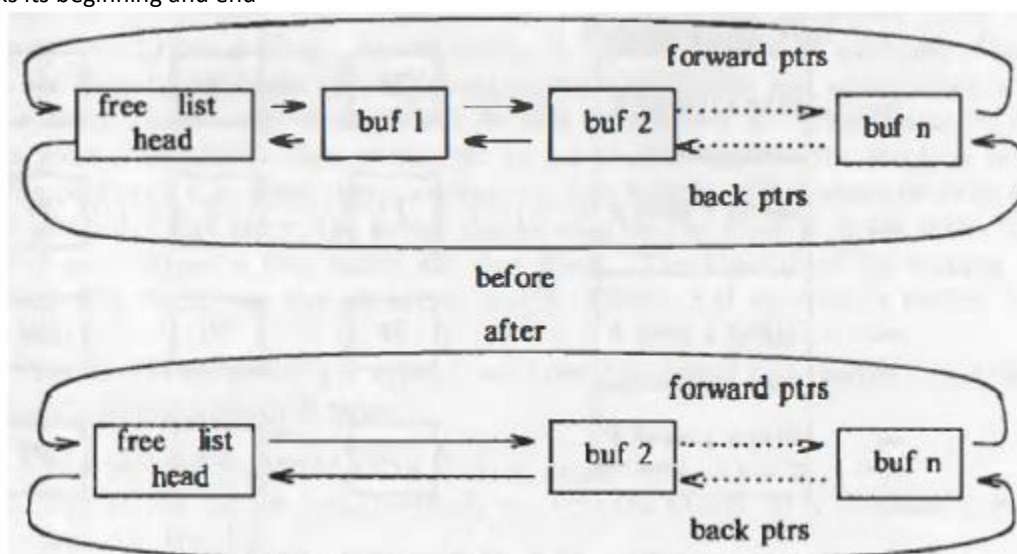 its beginning and end
forward ptrs
free list
head
buf 1
buf 2
buf n
back ptrs
before
after
forward ptrs
free list
head
buf 2
buf n
back ptrs